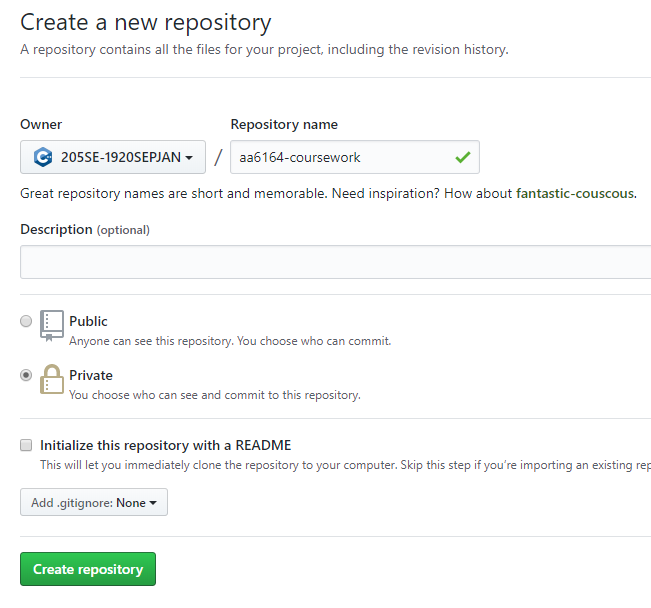 Create a new repository
A repository contains all the files for your project, including the revision history.
Owner
Repository name
205SE-1920SEPJAN / aa6164-coursework
Great repository names are short and memorable. Need inspiration? How about fantastic-couscous.
Description (optional)
Public
Anyone can see this repository. You choose who can commit.
Private
You choose who can see and commit to this repository.
Initialize this repository with a README
This will let you immediately clone the repository to your computer. Skip this step if you're importing an existing rep
Add .gitignore: None
Create repository